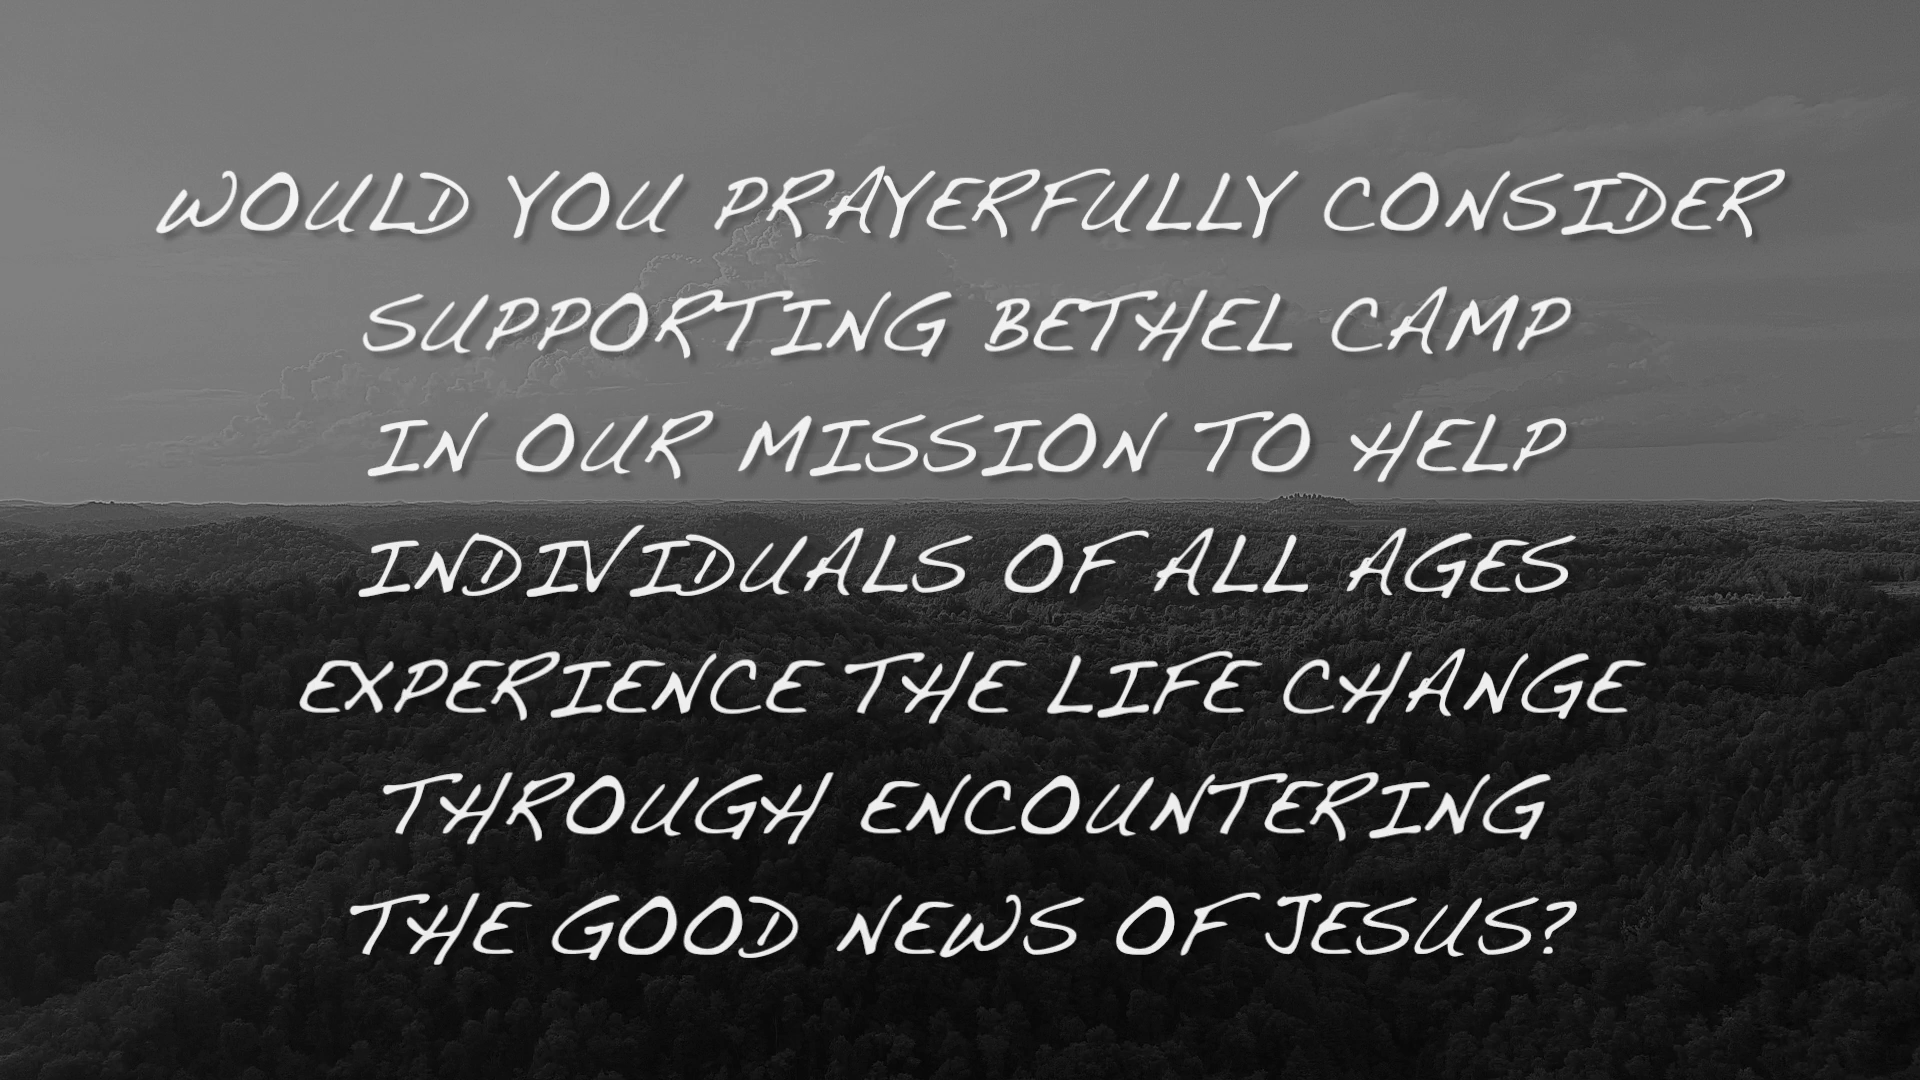 WOULD YOU PRAYERFULLY CONSIDER
SUPPORTING BETHEL CAMP
IN OUR MISSION TO HELP
INDIVIDUALS OF ALL AGES
EXPERIENCE THE LIFE CHANGE
THROUGH ENCOUNTERING
THE GOOD NEWS OF JESUS?